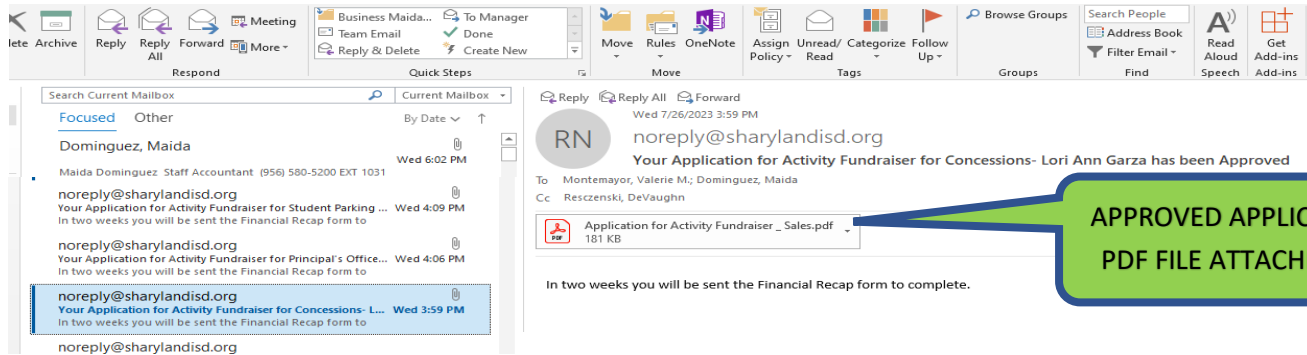 lete Archive Reply Reply All Forward Meeting More
Respond
Business Maida... To Manager
Team Email Done
Reply & Delete Create New
Quick Steps
Move Rules OneNote
Move
Assign Policy Unread/ Read Categorize Follow Up
Tags
Browse Groups
Groups
Search People
Address Book
Filter Email
Find
Read Aloud
Speech
Get Add-ins
Add-ins
Search Current Mailbox Current Mailbox
Focused Other By Date ↑
Dominguez, Maida
Wed 6:02 PM
Maida Dominguez Staff Accountant (956) 580-5200 EXT 1031
noreply@sharylandisd.org
Your Application for Activity Fundraiser for Student Parking ... Wed 4:09 PM
In two weeks you will be sent the Financial Recap form to
noreply@sharylandisd.org
Your Application for Activity Fundraiser for Principal's Office... Wed 4:06 PM
In two weeks you will be sent the Financial Recap form to
noreply@sharylandisd.org
Your Application for Activity Fundraiser for Concessions- L... Wed 3:59 PM
In two weeks you will be sent the Financial Recap form to
noreply@sharylandisd.org
Reply Reply All Forward
Wed 7/26/2023 3:59 PM
RN
noreply@sharylandisd.org
Your Application for Activity Fundraiser for Concessions- Lori Ann Garza has been Approved
To Montemayor, Valerie M.; Dominguez, Maida
Cc Resczenski, DeVaughn
PDF
Application for Activity Fundraiser _ Sales.pdf
181 KB
In two weeks you will be sent the Financial Recap form to complete.
APPROVED APPLIC
PDF FILE ATTACH